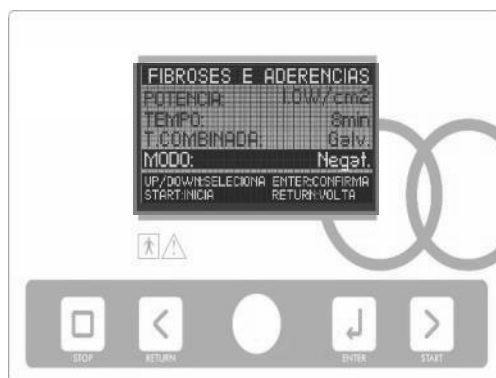 FIBROSES E ADERENCIAS
POTENCIA: 1.0W/cm2
TEMPO: 8min
T.COMBINADA: Galv.
MODO: Negat.
UP/DOWN:SELECIONA ENTER:CONFIRMA
START:INICIA RETURN:VOLTA
STOP RETURN ENTER START